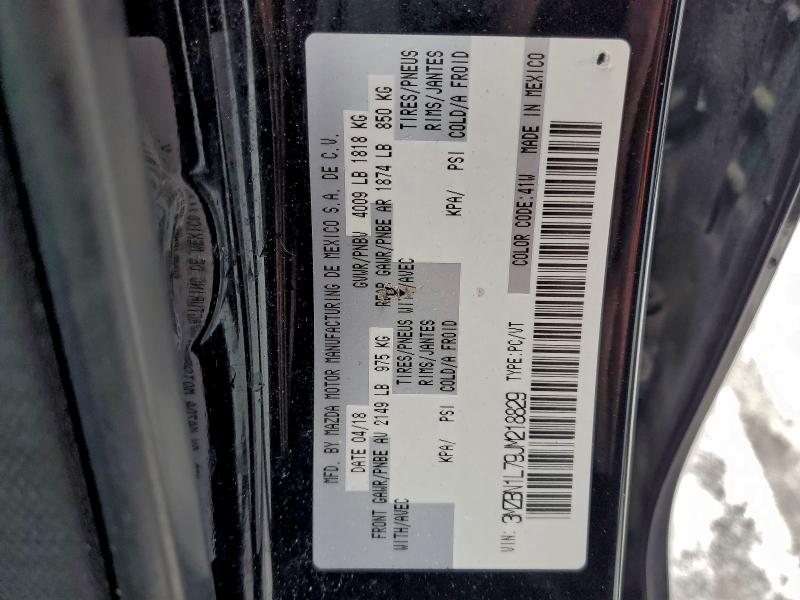 MFD. BY MAZDA MOTOR MANUFACTURING DE MEXICO S.A. DE C.V.
DATE 04/18 GVWR/PNBV 4009 LB 1818 KG
FRONT GAWR/PNBE AV 2149 LB 975 KG REAR GAWR/PNBE AR 1874 LB 850 KG
WITH/AVEC TIRES/PNEUS WITH/AVEC TIRES/PNEUS
RIMS/JANTES RIMS/JANTES
KPA/ PSI COLD/A FROID KPA/ PSI COLD/A FROID
VIN: 3MZBN1L79JM218829 TYPE:PC/VT
COLOR CODE:41W MADE IN MEXICO